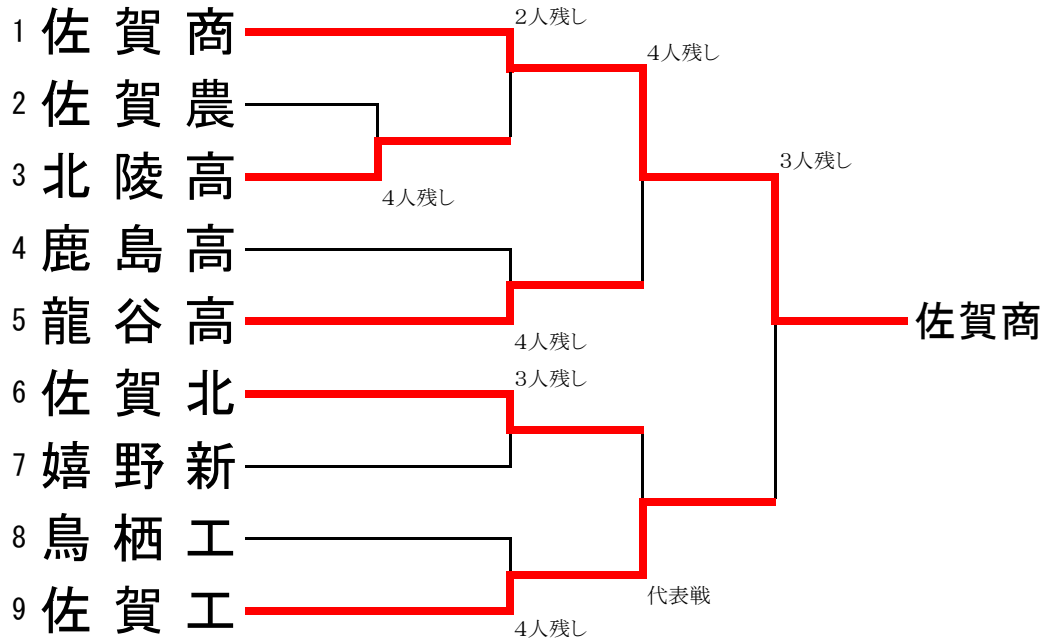 1 佐賀商
2 佐賀農
3 北陵高
4 鹿島高
5 龍谷高
6 佐賀北
7 嬉野新
8 鳥栖工
9 佐賀工
2人残し
4人残し
4人残し
3人残し
4人残し
3人残し
代表戦
4人残し
佐賀商